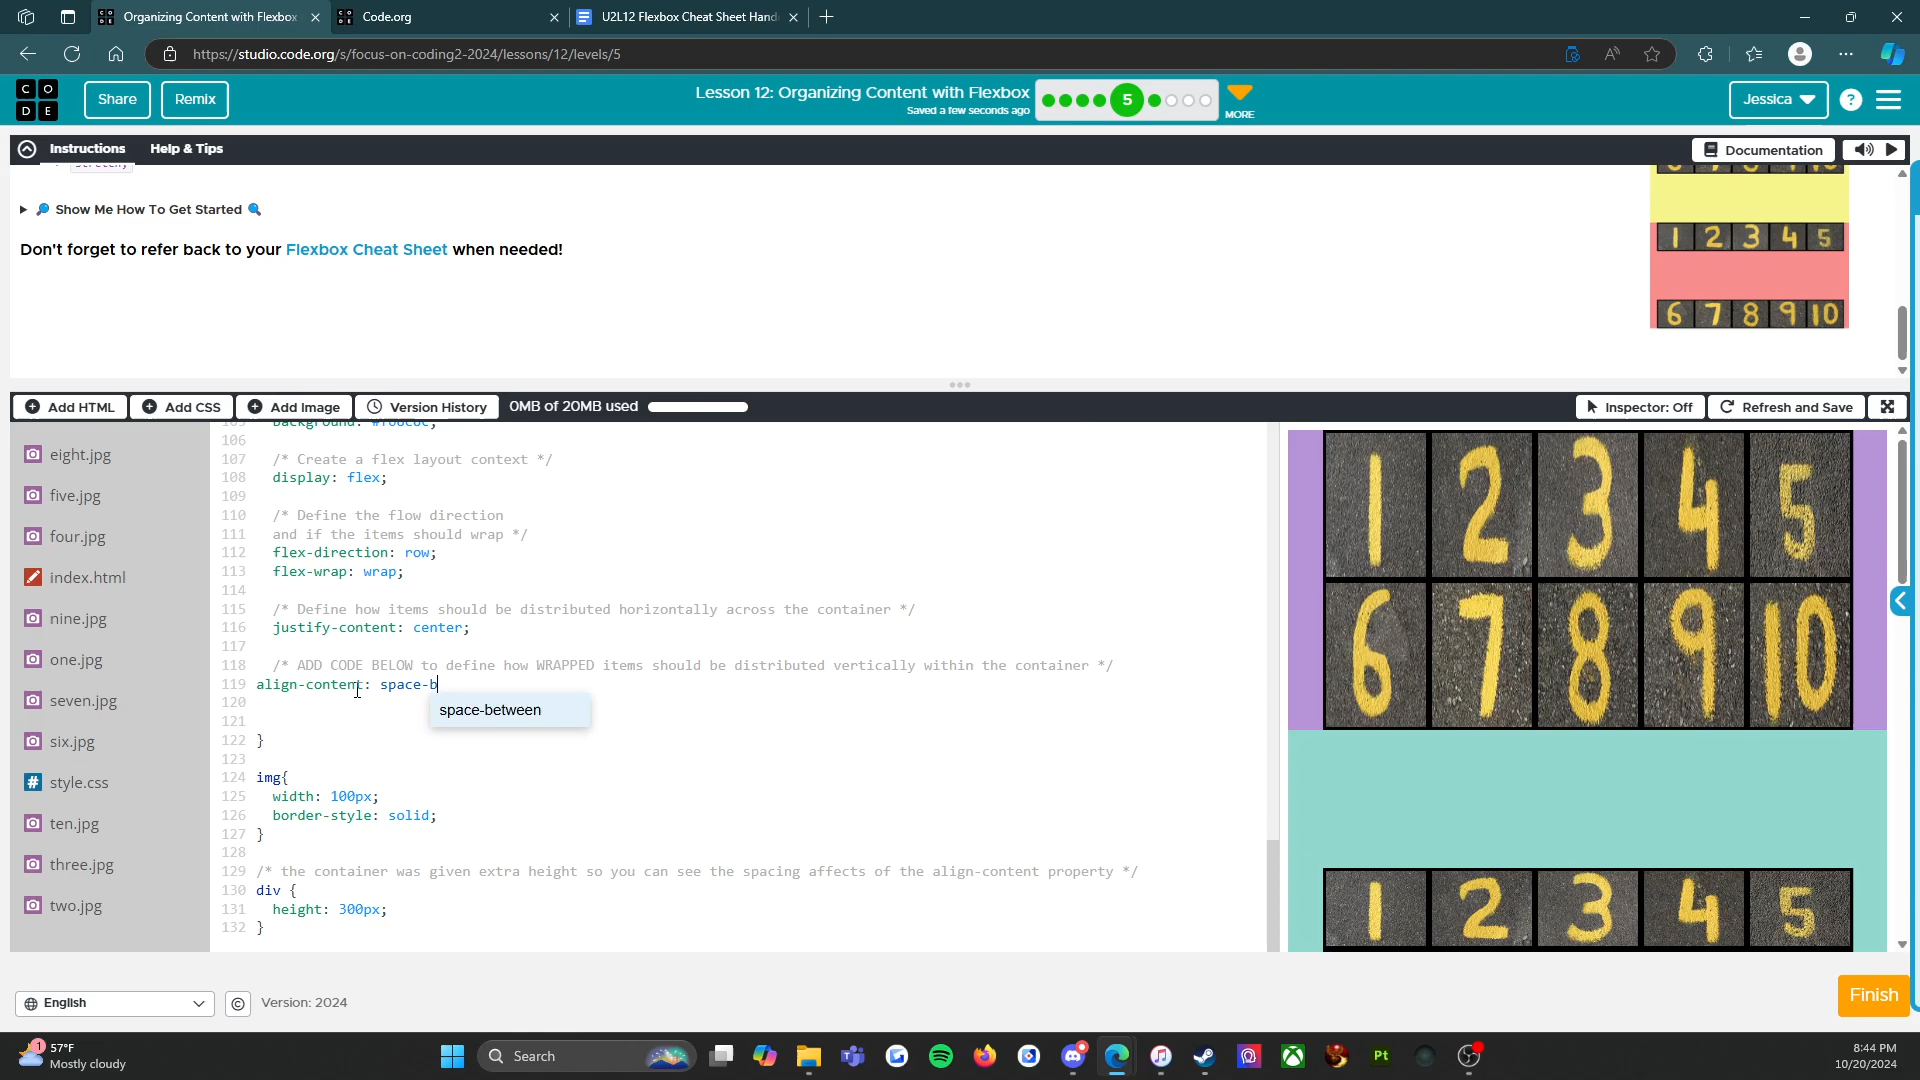 Organizing Content with Flexbox
Code.org
U2L12 Flexbox Cheat Sheet Hand
https://studio.code.org/s/focus-on-coding2-2024/lessons/12/levels/5
C O D E
Share
Remix
Lesson 12: Organizing Content with Flexbox
Saved a few seconds ago
5
MORE
Jessica
?
Instructions
Help & Tips
Documentation
Show Me How To Get Started
Don't forget to refer back to your Flexbox Cheat Sheet when needed!
1 2 3 4 5
6 7 8 9 10
Add HTML
Add CSS
Add Image
Version History
0MB of 20MB used
Inspector: Off
Refresh and Save
eight.jpg
five.jpg
four.jpg
index.html
nine.jpg
one.jpg
seven.jpg
six.jpg
style.css
ten.jpg
three.jpg
two.jpg
106
107 /* Create a flex layout context */
108 display: flex;
109
110 /* Define the flow direction
111 and if the items should wrap */
112 flex-direction: row;
113 flex-wrap: wrap;
114
115 /* Define how items should be distributed horizontally across the container */
116 justify-content: center;
117
118 /* ADD CODE BELOW to define how WRAPPED items should be distributed vertically within the container */
119 align-content: space-b
space-between
120
121
122 }
123
124 img{
125 width: 100px;
126 border-style: solid;
127 }
128
129 /* the container was given extra height so you can see the spacing affects of the align-content property */
130 div {
131 height: 300px;
132 }
1 2 3 4 5
6 7 8 9 10
1 2 3 4 5
English
Version: 2024
Finish
1
57°F
Mostly cloudy
Search
Pt
8:44 PM
10/20/2024